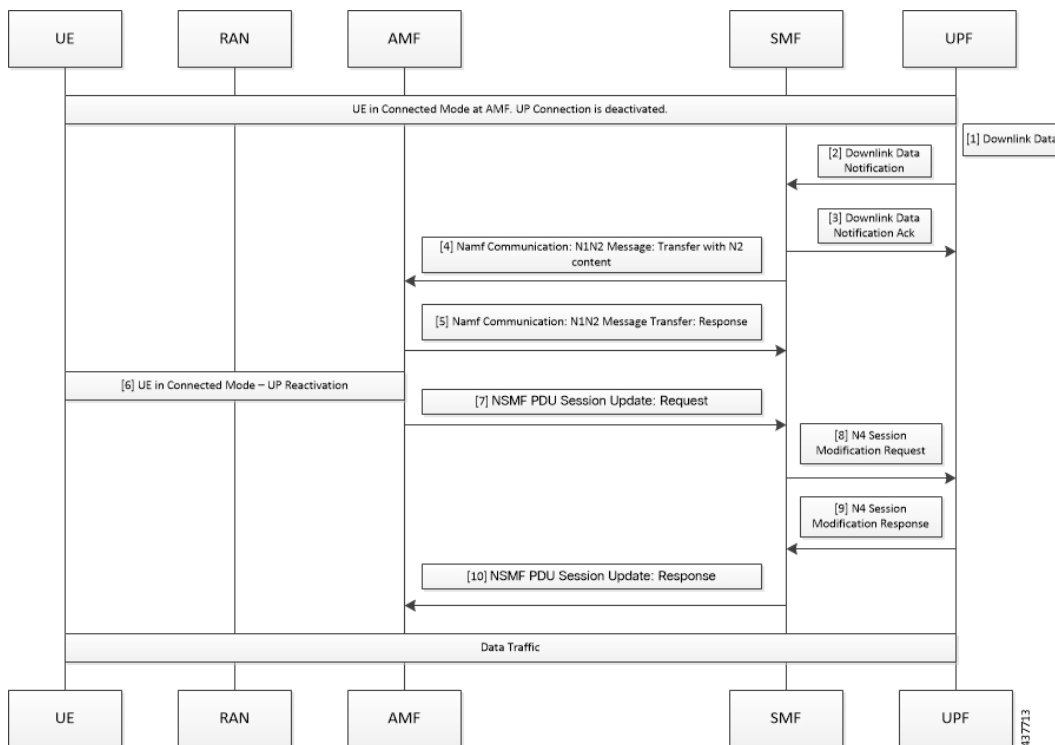 UE
RAN
AMF
SMF
UPF
UE in Connected Mode at AMF. UP Connection is deactivated.
[1] Downlink Data
[2] Downlink Data
Notification
[3] Downlink Data
Notification Ack
[4] Namf Communication: N1N2 Message: Transfer with N2
content
[5] Namf Communication: N1N2 Message Transfer: Response
[6] UE in Connected Mode – UP Reactivation
[7] NSMF PDU Session Update: Request
[8] N4 Session
Modification Request
[9] N4 Session
Modification Response
[10] NSMF PDU Session Update: Response
Data Traffic
UE
RAN
AMF
SMF
UPF
437713